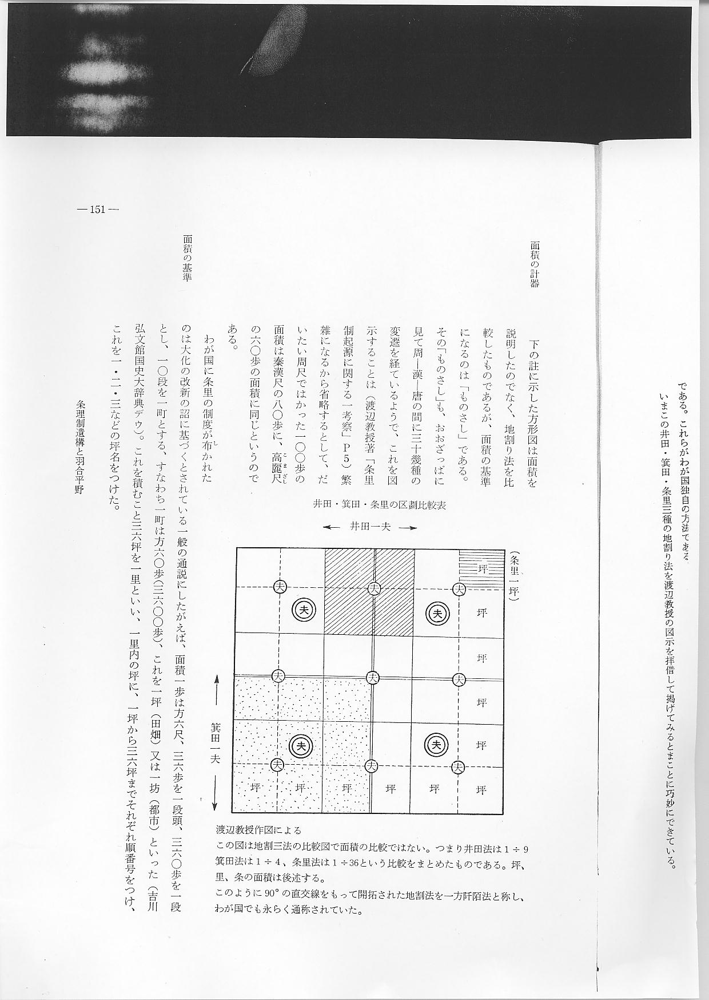 である。これらがわが国独自の方法である
いまこの井田・箕田・条里三種の地割り法を渡辺教授の図示を拝借して掲げてみるとまことに巧妙にできている。
面積の計器
下の註に示した方形図は面積を
説明したのでなく、地割り法を比
較したものであるが、面積の基準
になるのは「ものさし」である。
その「ものさし」も、おおざっぱに
見て周―漢―唐の間に三十幾種の
変遷を経ているようで、これを図
示することは（渡辺教授著「条里
制起源に関する一考察」P5）繁
雑になるから省略するとして、だ
いたい周尺ではかった一〇〇歩の
面積は秦漢尺の八〇歩に、高麗尺
こまざし
の六〇歩の面積に同じというので
ある。
井田・箕田・条里の区劃比較表
← 井田一夫 →
（条里一坪）
坪
夫 夫 夫
夫 夫 坪
坪
夫 夫 夫
坪
夫 夫 坪
夫 夫 夫
坪 坪 坪 坪 坪 坪
← 箕田一夫 →
渡辺教授作図による
この図は地割三法の比較図で面積の比較ではない。つまり井田法は1÷9
箕田法は1÷4、条里法は1÷36という比較をまとめたものである。坪、
里、条の面積は後述する。
このように90°の直交線をもって開拓された地割法を一方阡陌法と称し、
わが国でも永らく通称されていた。
面積の基準
わが国に条里の制度が布かれた
し
のは大化の改新の詔に基づくとされている一般の通説にしたがえば、面積一歩は方六尺、三六歩を一段頭、三六〇歩を一段
とし、一〇段を一町とする、すなわち一町は方六〇歩（三六〇〇歩）、これを一坪（田畑）又は一坊（都市）といった（吉川
弘文館国史大辞典デウ）。これを積むこと三六坪を一里といい、一里内の坪に、一坪から三六坪までそれぞれ順番号をつけ、
これを一・二・三などの坪名をつけた。
条理制遺構と羽合平野
―151―